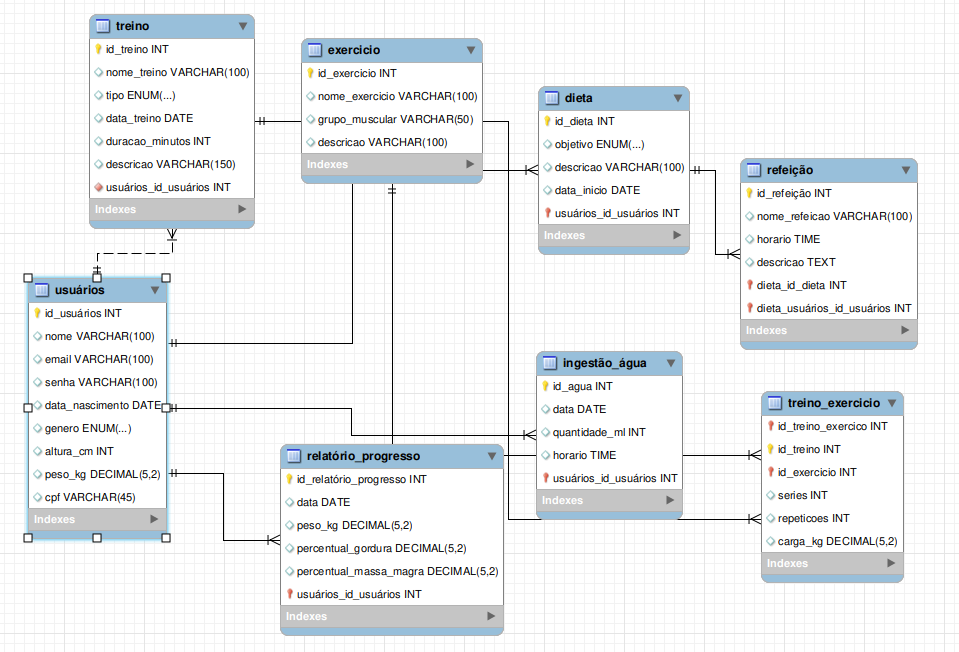 treino
id_treino INT
nome_treino VARCHAR(100)
tipo ENUM(...)
data_treino DATE
duracao_minutos INT
descricao VARCHAR(150)
usuários_id_usuários INT
Indexes
exercicio
id_exercicio INT
nome_exercicio VARCHAR(100)
grupo_muscular VARCHAR(50)
descricao VARCHAR(100)
Indexes
dieta
id_dieta INT
objetivo ENUM(...)
descricao VARCHAR(100)
data_inicio DATE
usuários_id_usuários INT
Indexes
refeição
id_refeição INT
nome_refeicao VARCHAR(100)
horario TIME
descricao TEXT
dieta_id_dieta INT
dieta_usuários_id_usuários INT
Indexes
usuários
id_usuários INT
nome VARCHAR(100)
email VARCHAR(100)
senha VARCHAR(100)
data_nascimento DATE
genero ENUM(...)
altura_cm INT
peso_kg DECIMAL(5,2)
cpf VARCHAR(45)
Indexes
relatório_progresso
id_relatório_progresso INT
data DATE
peso_kg DECIMAL(5,2)
percentual_gordura DECIMAL(5,2)
percentual_massa_magra DECIMAL(5,2)
usuários_id_usuários INT
Indexes
ingestão_água
id_agua INT
data DATE
quantidade_ml INT
horario TIME
usuários_id_usuários INT
Indexes
treino_exercicio
id_treino_exercico INT
id_treino INT
id_exercicio INT
series INT
repeticoes INT
carga_kg DECIMAL(5,2)
Indexes